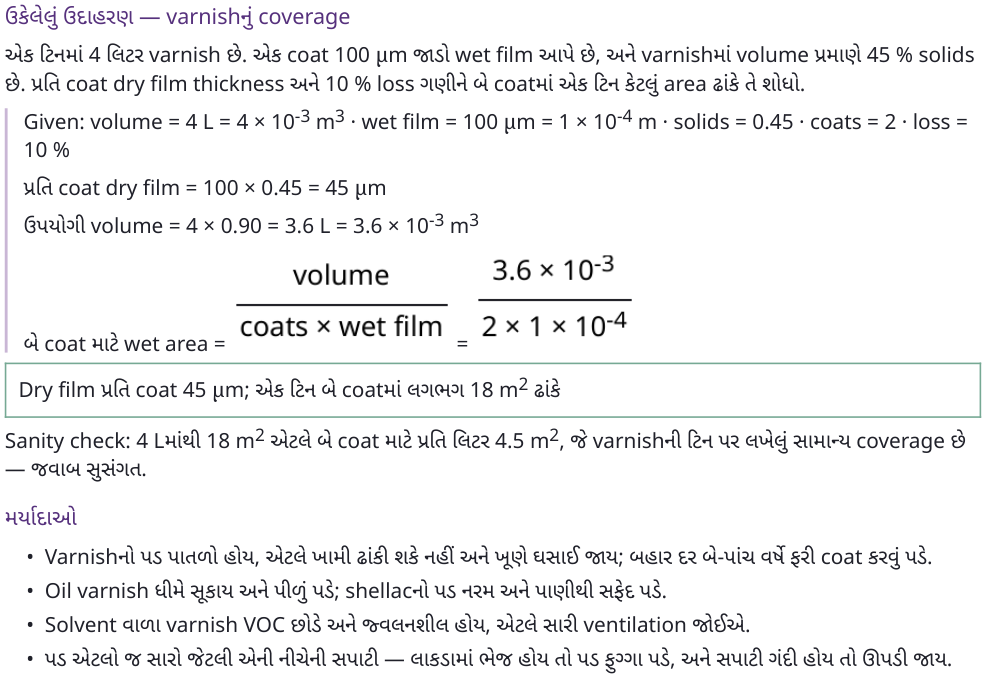 ઉકેલેલું ઉદાહરણ — varnishનું coverage
એક ટિનમાં 4 લિટર varnish છે. એક coat 100 µm જાડો wet film આપે છે, અને varnishમાં volume પ્રમાણે 45 % solids
છે. પ્રતિ coat dry film thickness અને 10 % loss ગણીને બે coatમાં એક ટિન કેટલું area ઢાંકે તે શોધો.
Given: volume = 4 L = 4 × 10⁻³ m³ · wet film = 100 µm = 1 × 10⁻⁴ m · solids = 0.45 · coats = 2 · loss =
10 %
પ્રતિ coat dry film = 100 × 0.45 = 45 µm
ઉપયોગી volume = 4 × 0.90 = 3.6 L = 3.6 × 10⁻³ m³
બે coat માટે wet area = volume / coats × wet film = 3.6 × 10⁻³ / 2 × 1 × 10⁻⁴
Dry film પ્રતિ coat 45 µm; એક ટિન બે coatમાં લગભગ 18 m² ઢાંકે
Sanity check: 4 Lમાંથી 18 m² એટલે બે coat માટે પ્રતિ લિટર 4.5 m², જે varnishની ટિન પર લખેલું સામાન્ય coverage છે
— જવાબ સુસંગત.
મર્યાદાઓ
• Varnishનો પડ પાતળો હોય, એટલે ખામી ઢાંકી શકે નહીં અને ખૂણે ઘસાઈ જાય; બહાર દર બે-પાંચ વર્ષે ફરી coat કરવું પડે.
• Oil varnish ધીમે સૂકાય અને પીળું પડે; shellacનો પડ નરમ અને પાણીથી સફેદ પડે.
• Solvent વાળા varnish VOC છોડે અને જ્વલનશીલ હોય, એટલે સારી ventilation જોઈએ.
• પડ એટલો જ સારો જેટલી એની નીચેની સપાટી — લાકડામાં ભેજ હોય તો પડ ફુગ્ગા પડે, અને સપાટી ગંદી હોય તો ઊપડી જાય.